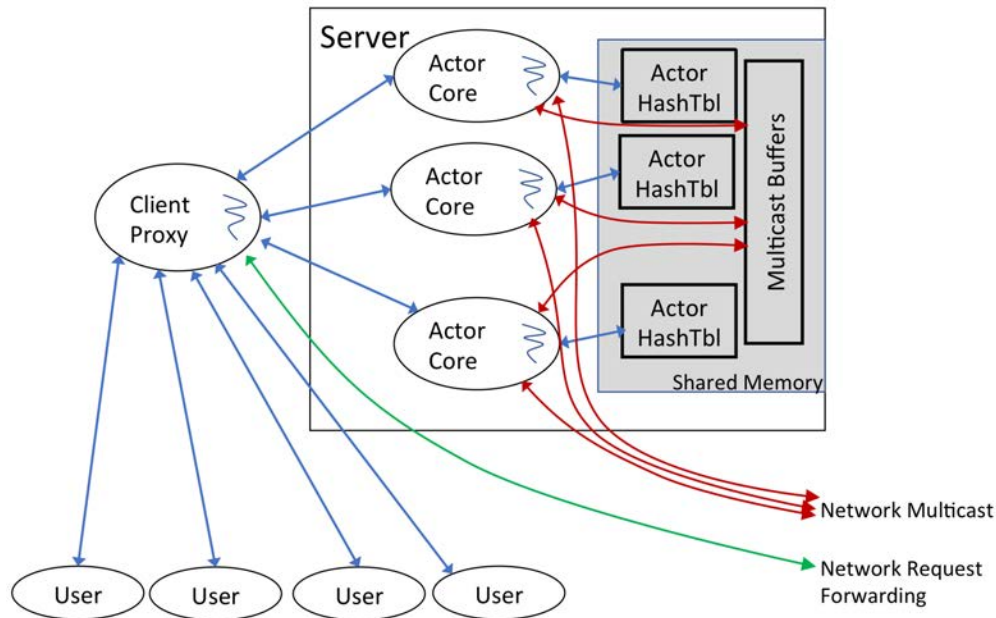 Server
Actor
Core
Actor
HashTbl
Actor
Core
Actor
HashTbl
Multicast Buffers
Client
Proxy
Actor
Core
Actor
HashTbl
Shared Memory
Network Multicast
Network Request
Forwarding
User
User
User
User